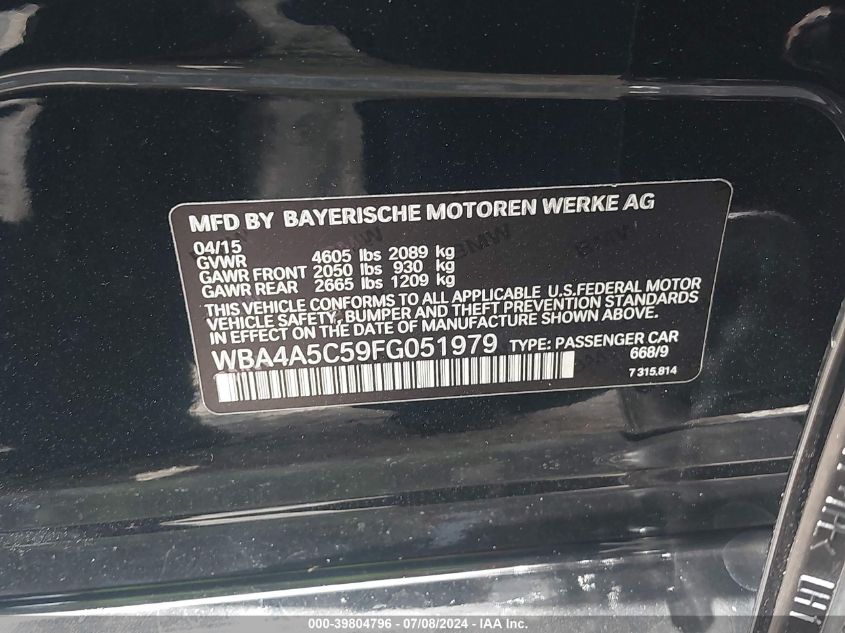 MFD BY BAYERISCHE MOTOREN WERKE AG
04/15
GVWR 4605 lbs 2089 kg
GAWR FRONT 2050 lbs 930 kg
GAWR REAR 2665 lbs 1209 kg
THIS VEHICLE CONFORMS TO ALL APPLICABLE U.S.FEDERAL MOTOR
VEHICLE SAFETY, BUMPER AND THEFT PREVENTION STANDARDS
IN EFFECT ON THE DATE OF MANUFACTURE SHOWN ABOVE.
WBA4A5C59FG051979 TYPE: PASSENGER CAR
668/9
7 315.814
000-39804796 - 07/08/2024 - IAA